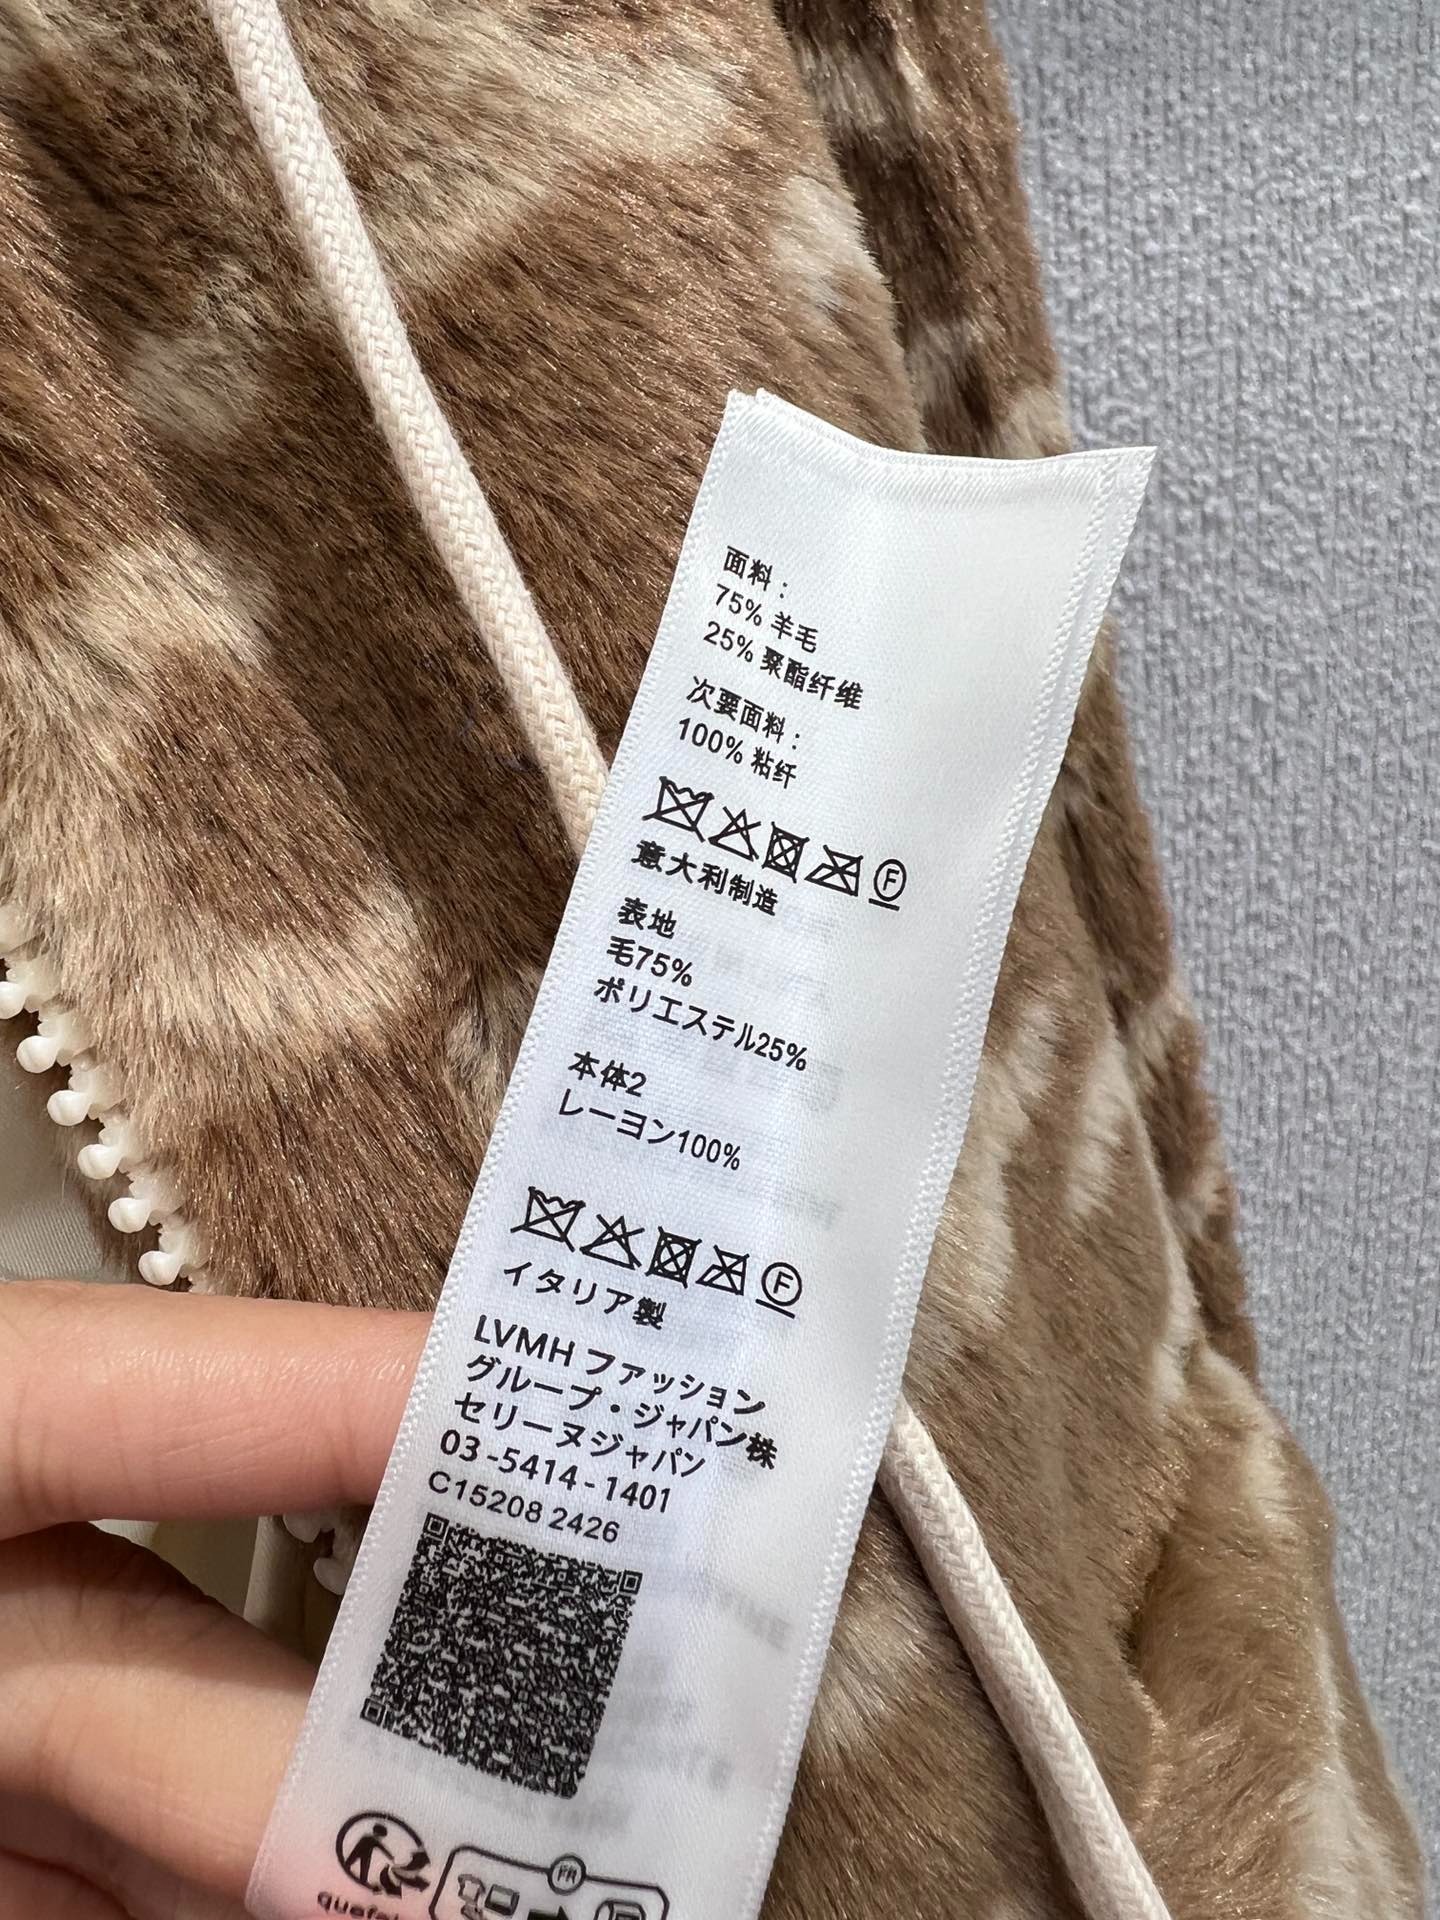 面料：
75% 羊毛
25% 聚酯纤维
次要面料：
100% 粘纤
F
意大利制造
表地
毛75%
ポリエステル25%
本体2
レーヨン100%
F
イタリア製
LVMH ファッション
グループ・ジャパン株
セリーヌジャパン
03-5414-1401
C15208 2426
FR